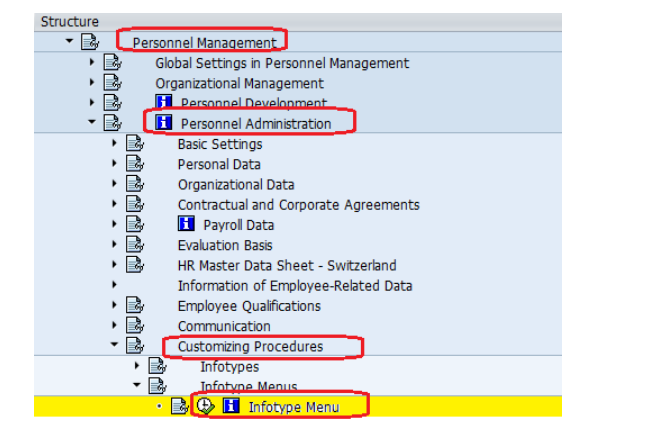 Structure
Personnel Management
Global Settings in Personnel Management
Organizational Management
Personnel Development
Personnel Administration
Basic Settings
Personal Data
Organizational Data
Contractual and Corporate Agreements
Payroll Data
Evaluation Basis
HR Master Data Sheet - Switzerland
Information of Employee-Related Data
Employee Qualifications
Communication
Customizing Procedures
Infotypes
Infotype Menus
Infotype Menu